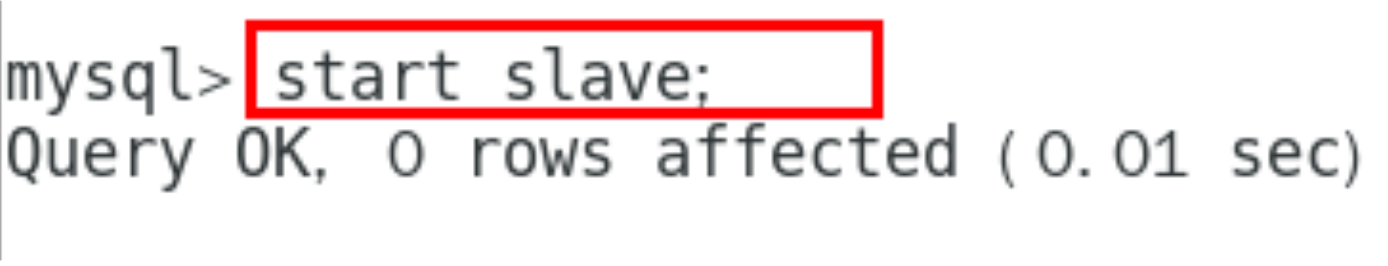 mysql> start slave;
Query OK, 0 rows affected (0.01 sec)